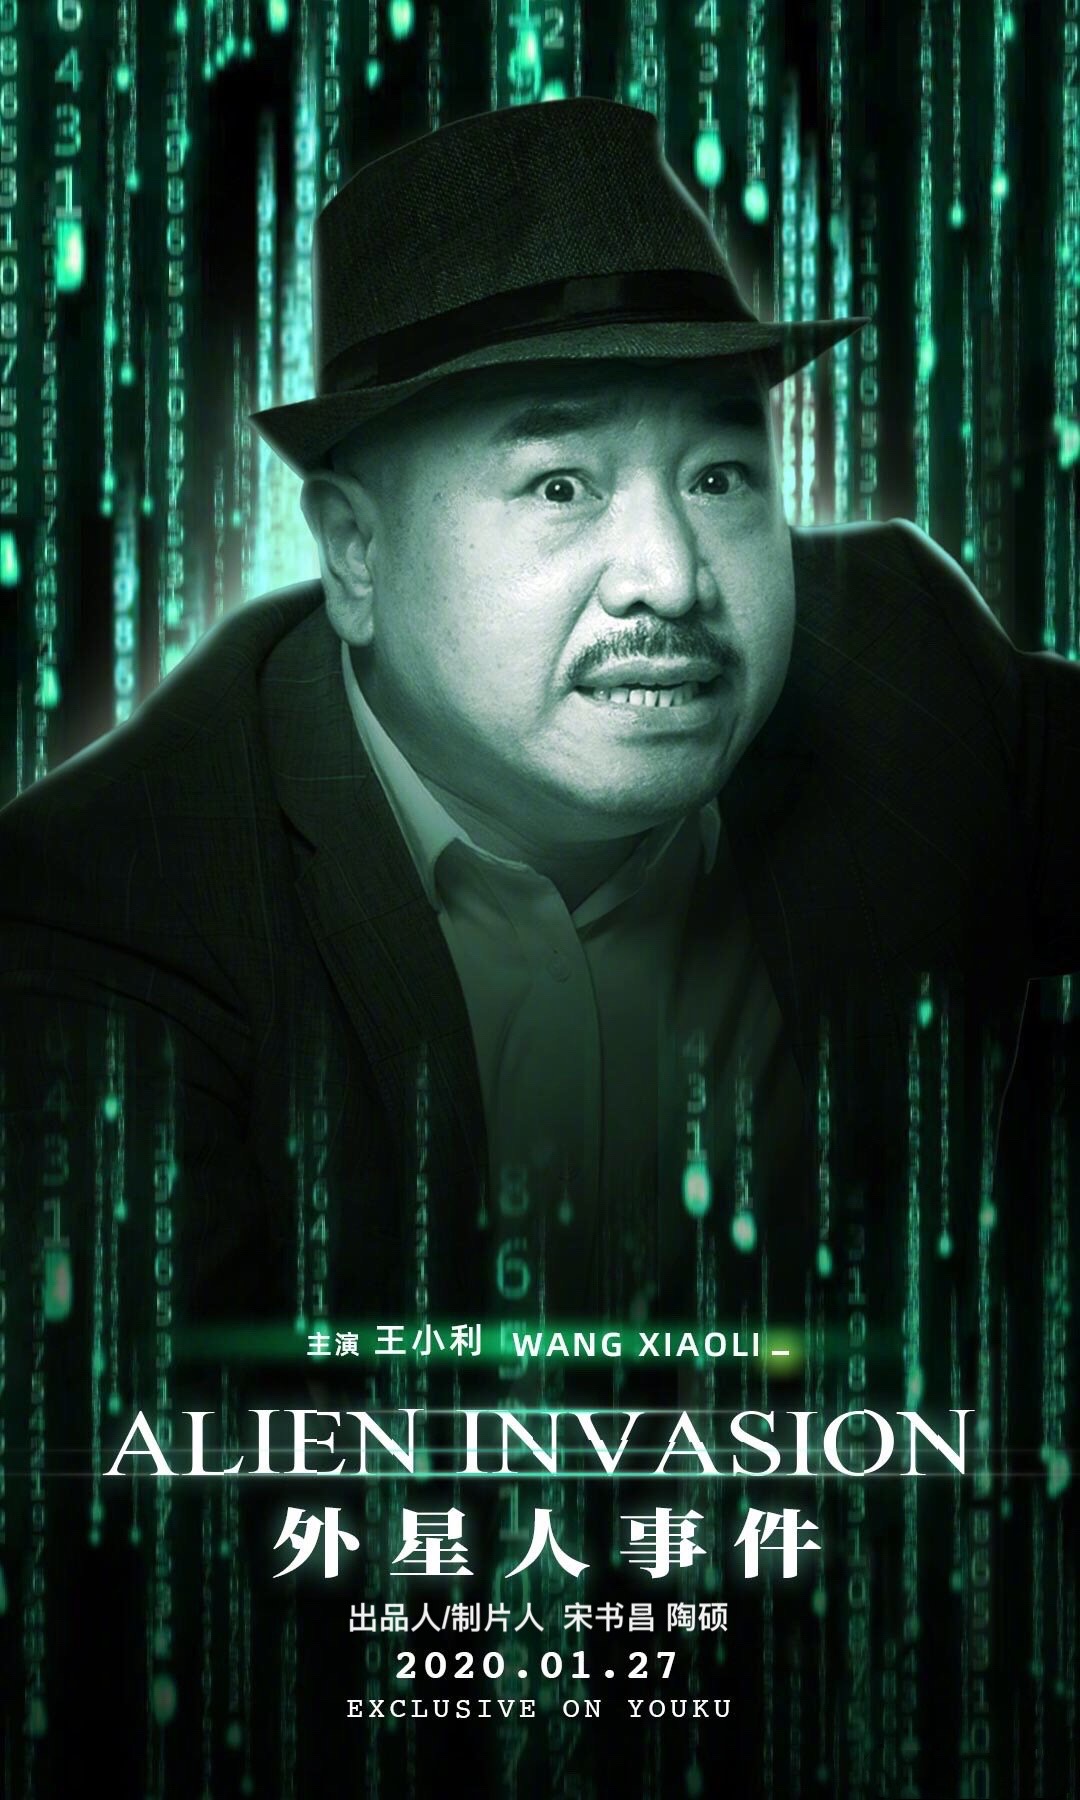 主演 王小利 WANG XIAOLI
ALIEN INVASION
外星人事件
出品人/制片人 宋书昌 陶硕
2020.01.27
EXCLUSIVE ON YOUKU